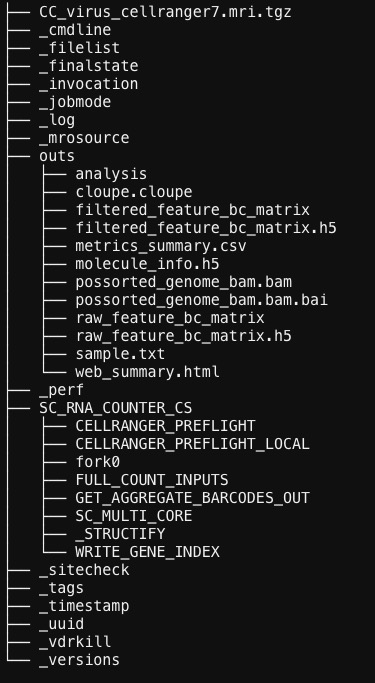 ├── CC_virus_cellranger7.mri.tgz
├── _cmdline
├── _filelist
├── _finalstate
├── _invocation
├── _jobmode
├── _log
├── _mrosource
├── outs
│   ├── analysis
│   ├── cloupe.cloupe
│   ├── filtered_feature_bc_matrix
│   ├── filtered_feature_bc_matrix.h5
│   ├── metrics_summary.csv
│   ├── molecule_info.h5
│   ├── possorted_genome_bam.bam
│   ├── possorted_genome_bam.bam.bai
│   ├── raw_feature_bc_matrix
│   ├── raw_feature_bc_matrix.h5
│   ├── sample.txt
│   └── web_summary.html
├── _perf
├── SC_RNA_COUNTER_CS
│   ├── CELLRANGER_PREFLIGHT
│   ├── CELLRANGER_PREFLIGHT_LOCAL
│   ├── fork0
│   ├── FULL_COUNT_INPUTS
│   ├── GET_AGGREGATE_BARCODES_OUT
│   ├── SC_MULTI_CORE
│   ├── _STRUCTIFY
│   └── WRITE_GENE_INDEX
├── _sitecheck
├── _tags
├── _timestamp
├── _uuid
├── _vdrkill
└── _versions